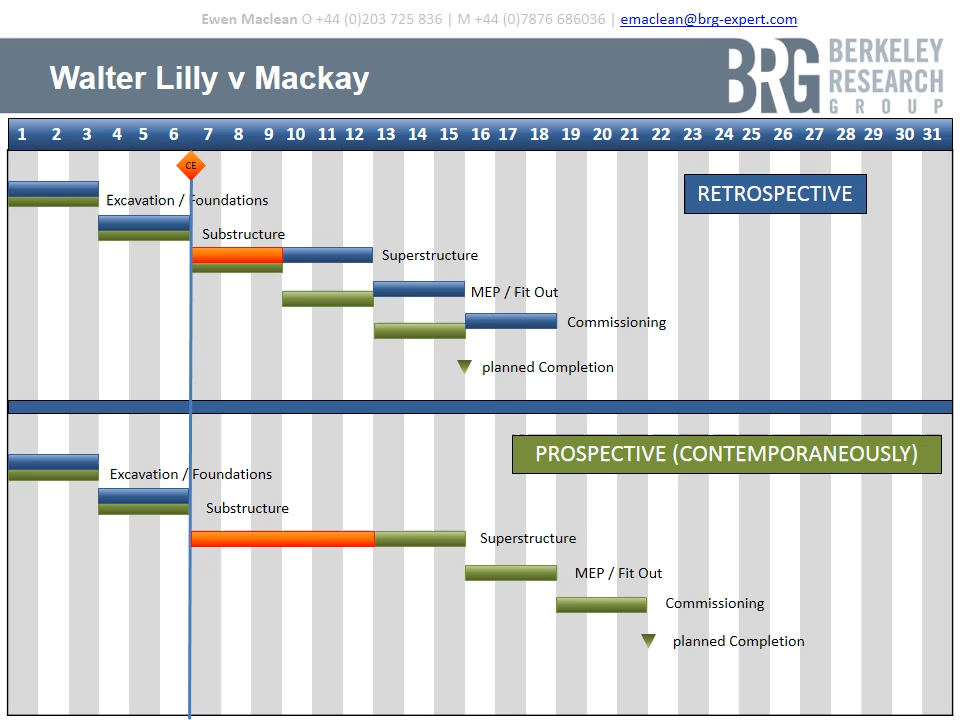 Ewen Maclean O +44 (0)203 725 836 | M +44 (0)7876 686036 | emaclean@brg-expert.com
Walter Lilly v Mackay
BRG BERKELEY
RESEARCH
GROUP
1 2 3 4 5 6 7 8 9 10 11 12 13 14 15 16 17 18 19 20 21 22 23 24 25 26 27 28 29 30 31
CE
RETROSPECTIVE
Excavation / Foundations
Substructure
Superstructure
MEP / Fit Out
Commissioning
planned Completion
PROSPECTIVE (CONTEMPORANEOUSLY)
Excavation / Foundations
Substructure
Superstructure
MEP / Fit Out
Commissioning
planned Completion